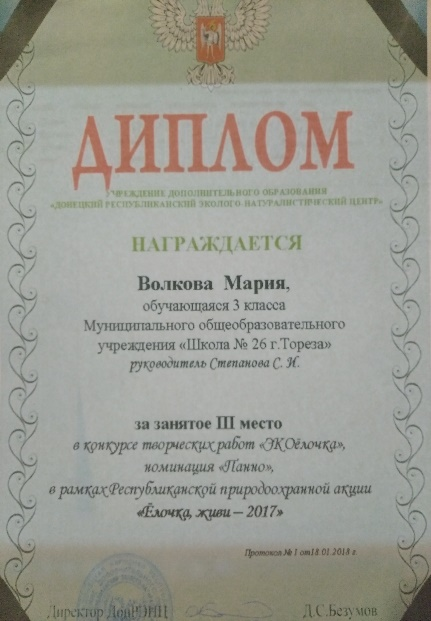 ДИПЛОМ
УЧРЕЖДЕНИЕ ДОПОЛНИТЕЛЬНОГО ОБРАЗОВАНИЯ
«ДОНЕЦКИЙ РЕСПУБЛИКАНСКИЙ ЭКОЛОГО-НАТУРАЛИСТИЧЕСКИЙ ЦЕНТР»
НАГРАЖДАЕТСЯ
Волкова Мария,
обучающаяся 3 класса
Муниципального общеобразовательного
учреждения «Школа № 26 г.Тореза»
руководитель Степанова С. И.
за занятое III место
в конкурсе творческих работ «ЭКОёлочка»,
номинация «Панно»,
в рамках Республиканской природоохранной акции
«Ёлочка, живи – 2017»
Протокол № 1 от 18.01.2018 г.
Директор ДонРЭНЦ Д.С.Безумов